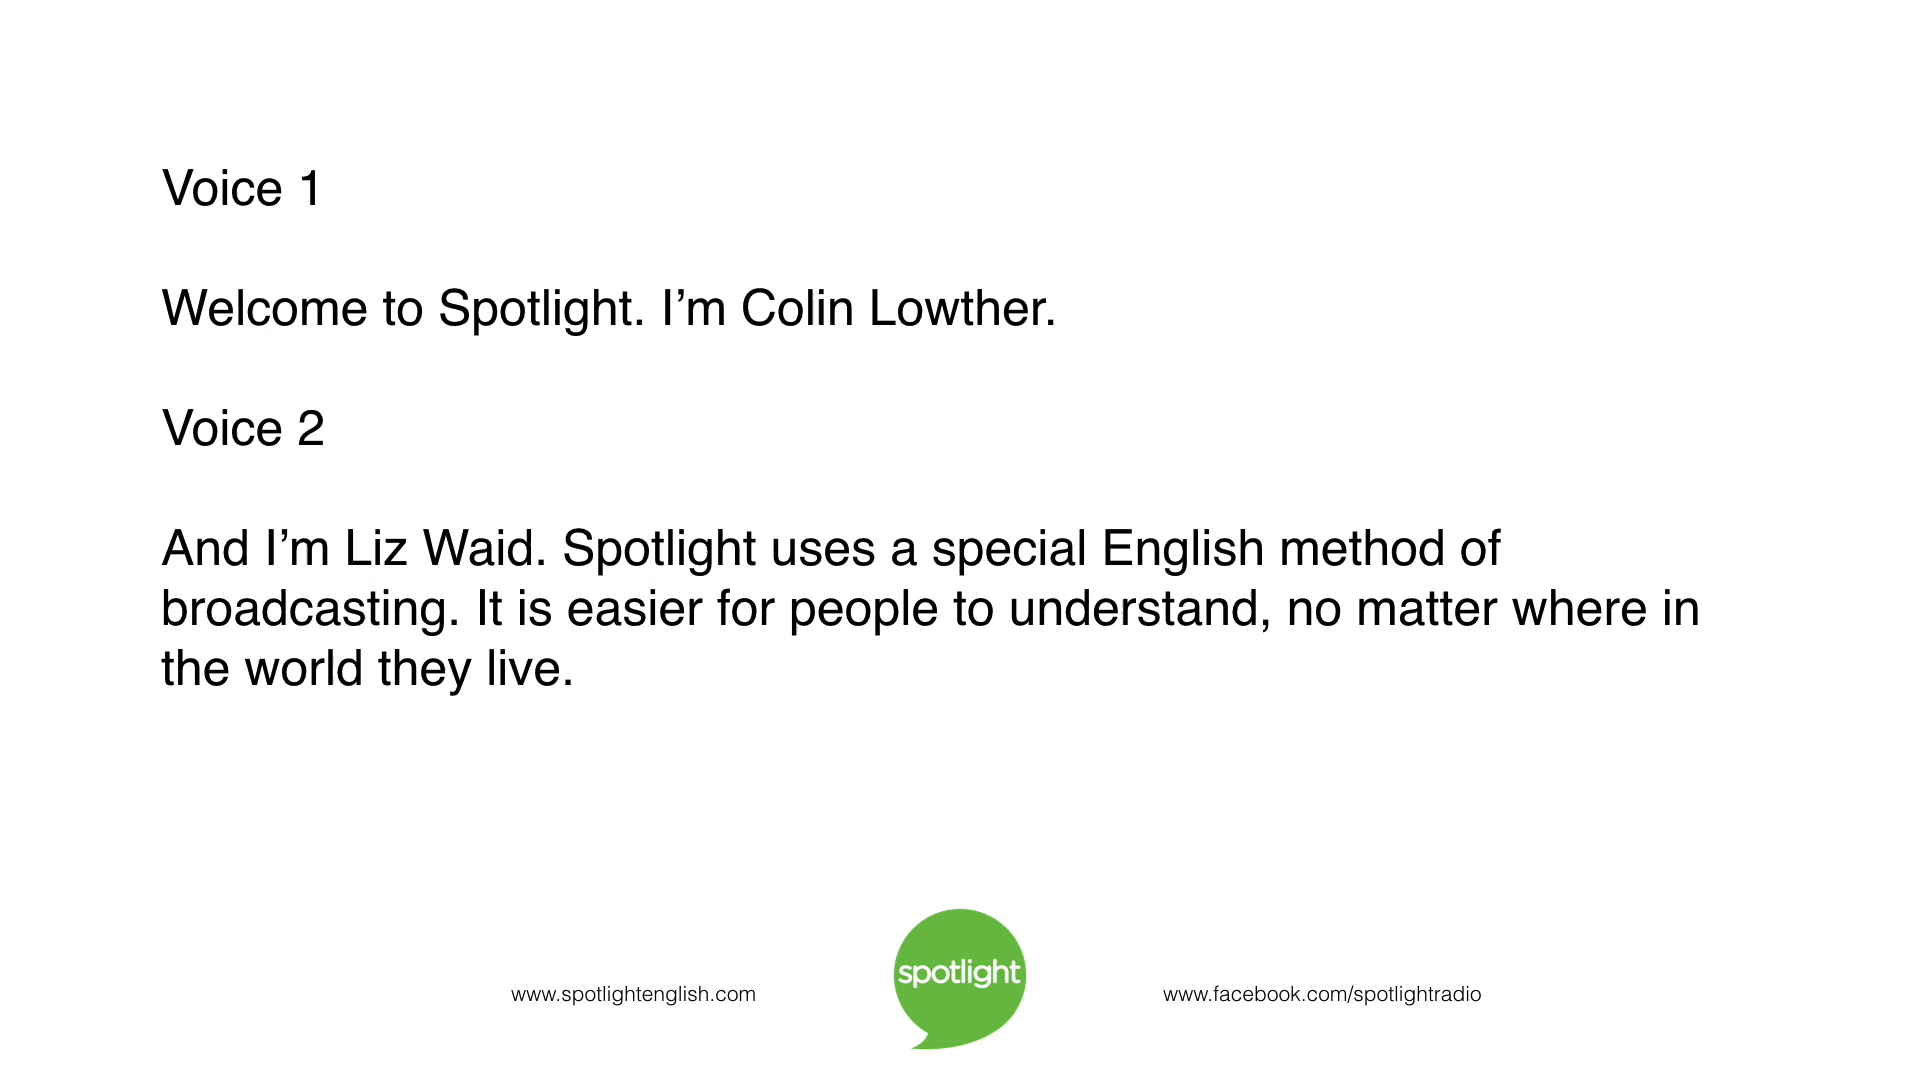 Voice 1
Welcome to Spotlight. I’m Colin Lowther.
Voice 2
And I’m Liz Waid. Spotlight uses a special English method of
broadcasting. It is easier for people to understand, no matter where in
the world they live.
www.spotlightenglish.com
spotlight
www.facebook.com/spotlightradio